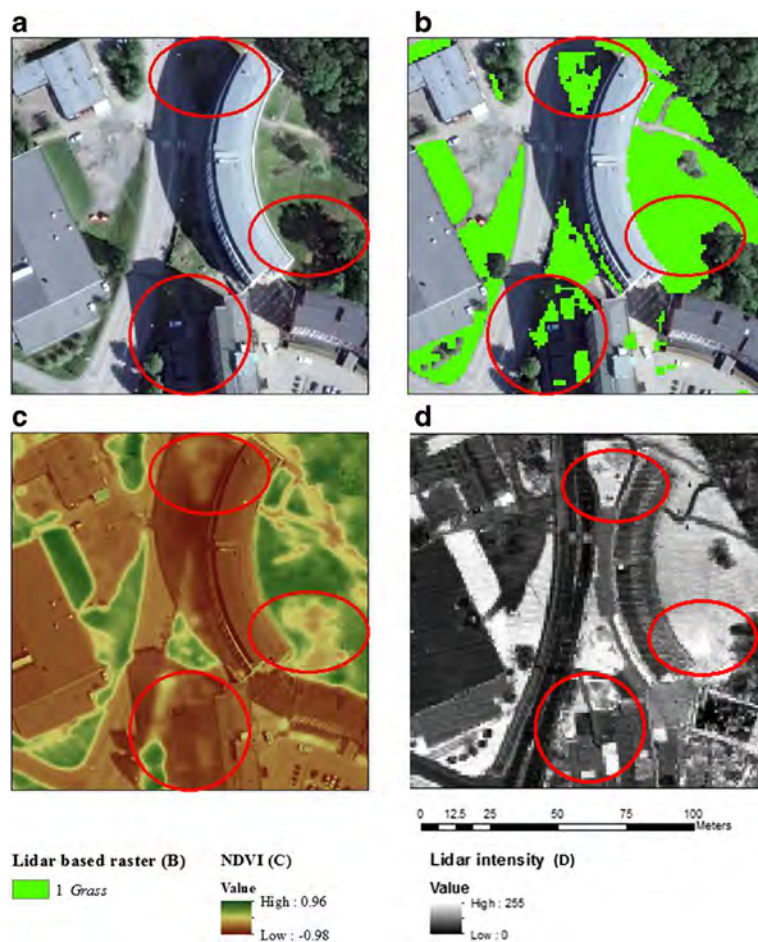 a
b
c
d
0 12.5 25 50 75 100
Meters
Lidar based raster (B)
1 Grass
NDVI (C)
Value
High : 0.96
Low : -0.98
Lidar intensity (D)
Value
High : 255
Low : 0